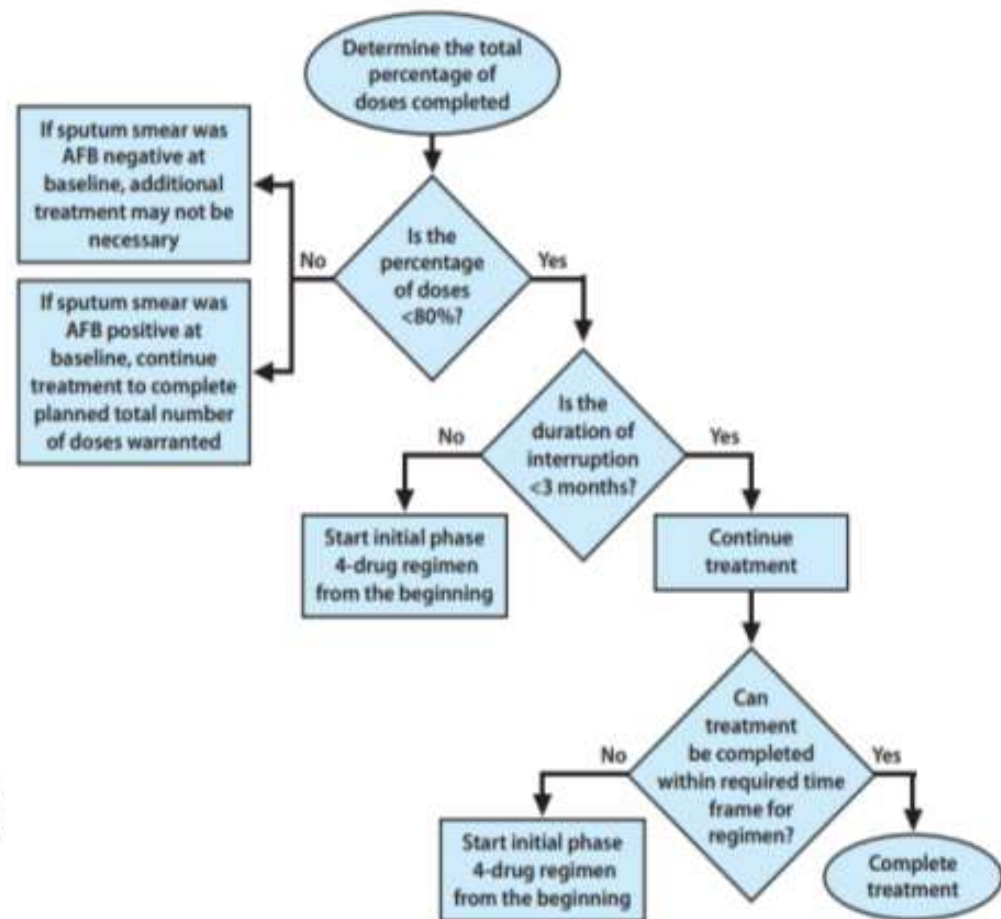 Determine the total
percentage of
doses completed
If sputum smear was
AFB negative at
baseline, additional
treatment may not be
necessary
No
Is the
percentage
of doses
<80%?
Yes
If sputum smear was
AFB positive at
baseline, continue
treatment to complete
planned total number
of doses warranted
No
Is the
duration of
interruption
<3 months?
Yes
Start initial phase
4-drug regimen
from the beginning
Continue
treatment
No
Can
treatment
be completed
within required time
frame for
regimen?
Yes
Start initial phase
4-drug regimen
from the beginning
Complete
treatment